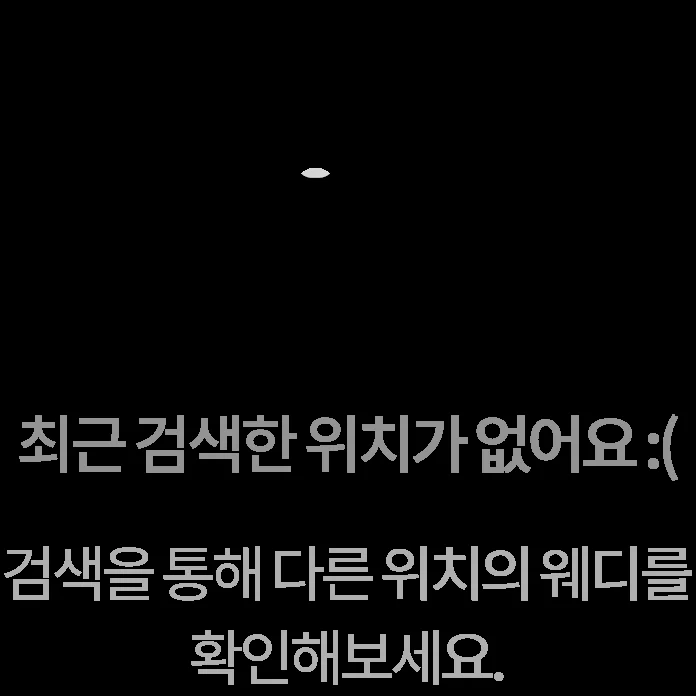 최근 검색한 위치가 없어요 :(
검색을 통해 다른 위치의 웨디를
확인해보세요.